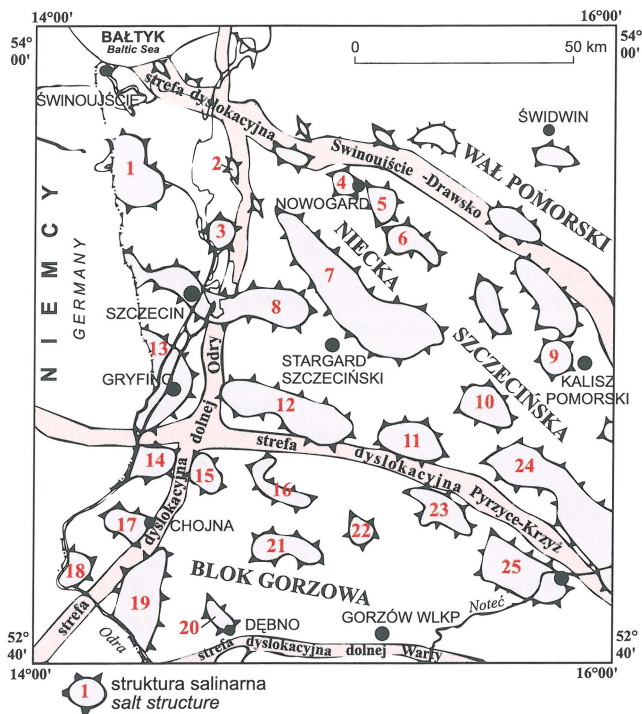 14°00'
16°00'
54°
00'
54°
00'
BAŁTYK
Baltic Sea
0
50 km
ŚWINOUJŚCIE
strefa dyslokacyjna Świnoujście -Drawsko
ŚWIDWIN
WAŁ POMORSKI
1
2
4
NOWOGARD
5
3
6
NIECKA
7
NIEMCY
GERMANY
SZCZECIN
8
SZCZECIŃSKA
13
STARGARD
SZCZECIŃSKI
9
KALISZ
POMORSKI
GRYFINO
12
10
11
strefa dyslokacyjna dolnej Odry
strefa dyslokacyjna Pyrzyce-Krzyż
14
15
16
24
23
17
CHOJNA
22
21
18
25
BLOK GORZOWA
19
20
DĘBNO
GORZÓW WLKP
Noteć
Odra
strefa dyslokacyjna dolnej Warty
52°
40'
52°
40'
14°00'
16°00'
1
struktura salinarna
salt structure